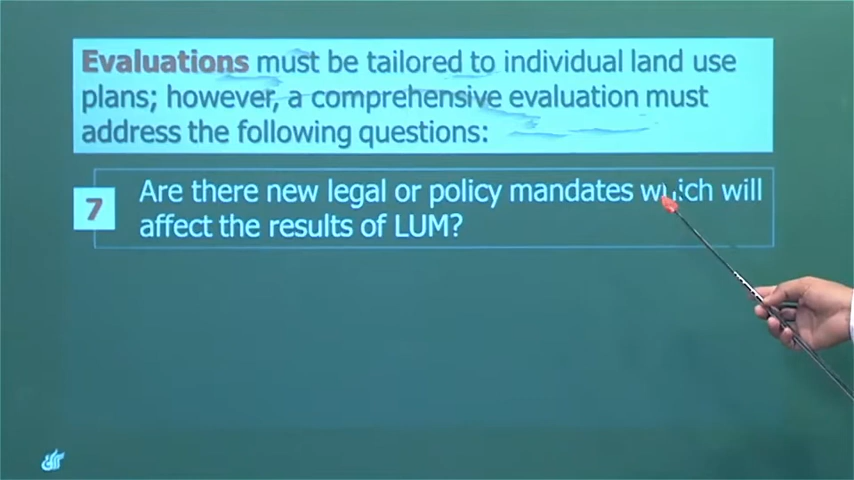 Evaluations must be tailored to individual land use
plans; however, a comprehensive evaluation must
address the following questions:
7
Are there new legal or policy mandates which will
affect the results of LUM?